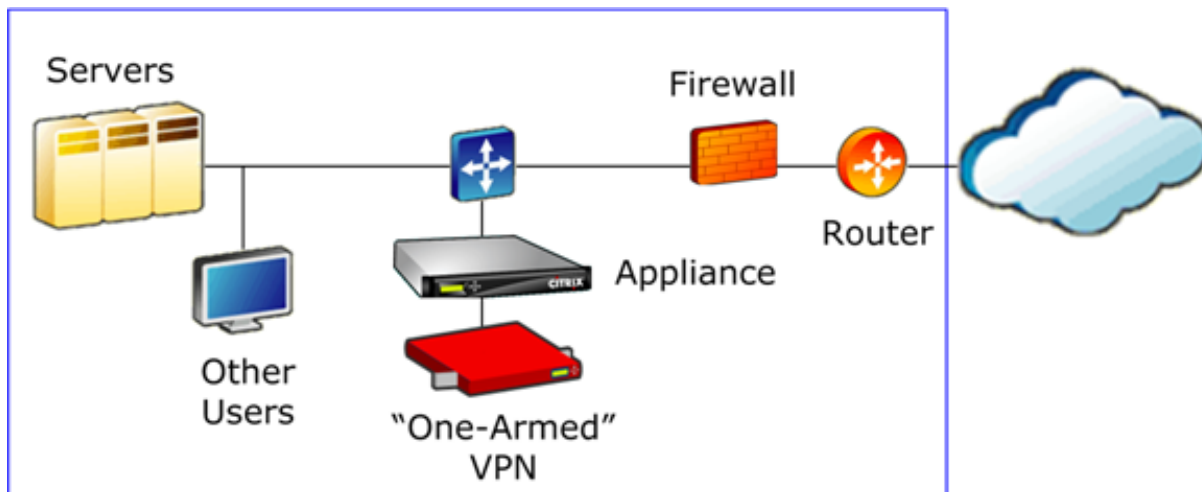 Servers
Firewall
Router
Appliance
CITRIX
Other
Users
“One-Armed”
VPN